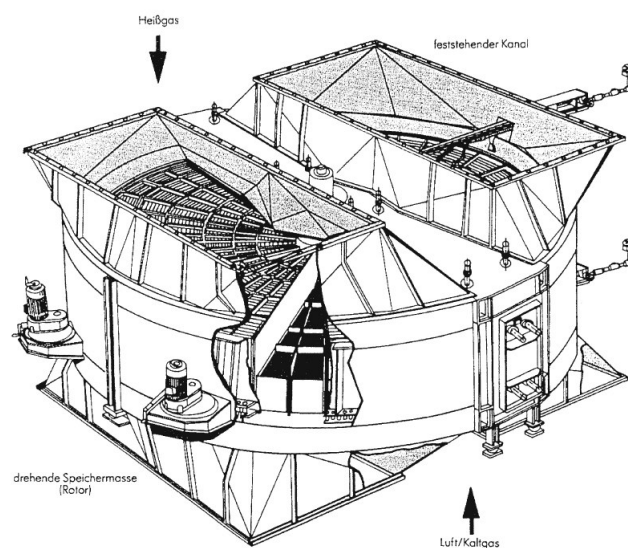 Heißgas
feststehender Kanal
drehende Speichermasse
(Rotor)
Luft/Kaltgas